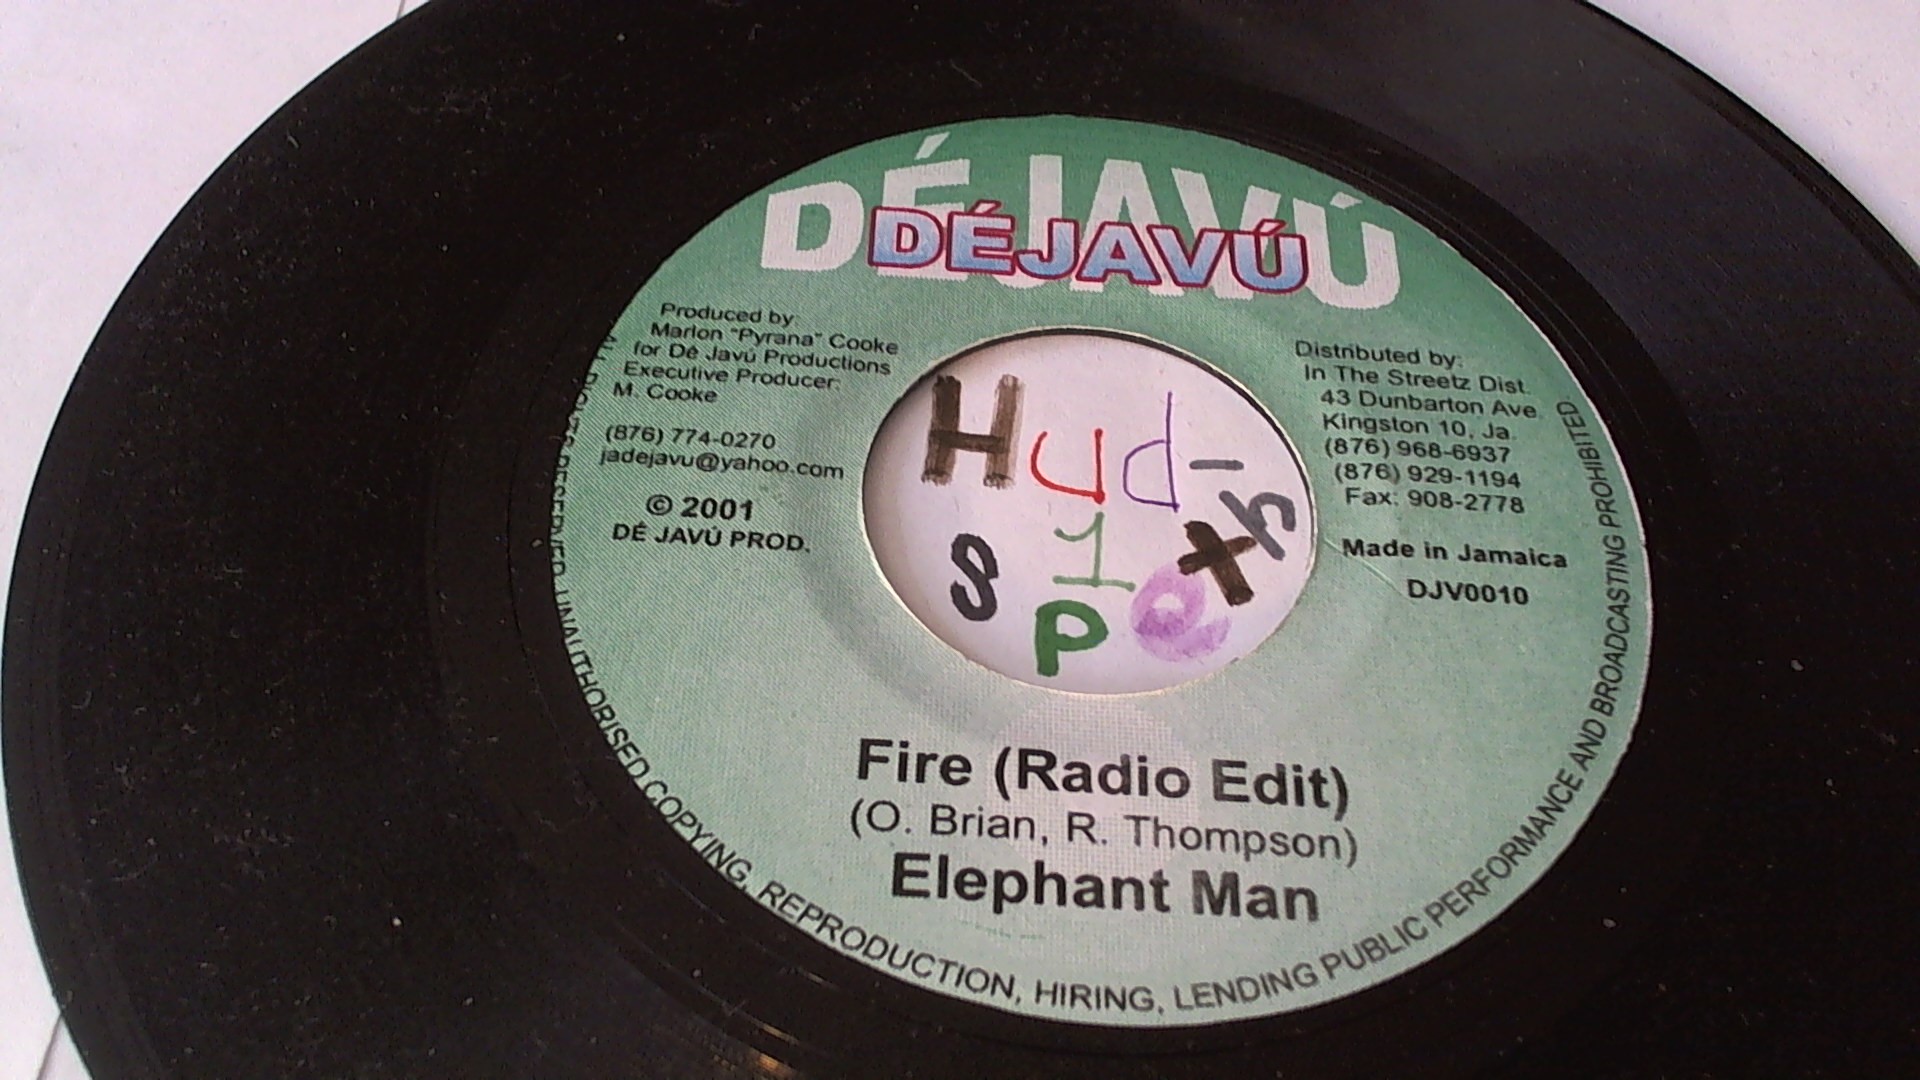 DÉJAVÚ
DÉJAVÚ
Produced by:
Marlon "Pyrana" Cooke
for Dé Javú Productions
Executive Producer:
M. Cooke
(876) 774-0270
jadejavu@yahoo.com
© 2001
DÉ JAVÚ PROD.
Distributed by:
In The Streetz Dist.
43 Dunbarton Ave.
Kingston 10, Ja.
(876) 968-6937
(876) 929-1194
Fax: 908-2778
Made in Jamaica
DJV0010
Hud-
8 1 h
p e x
Fire (Radio Edit)
(O. Brian, R. Thompson)
Elephant Man
RESERVED UNAUTHORISED COPYING, REPRODUCTION, HIRING, LENDING PUBLIC PERFORMANCE AND BROADCASTING PROHIBITED